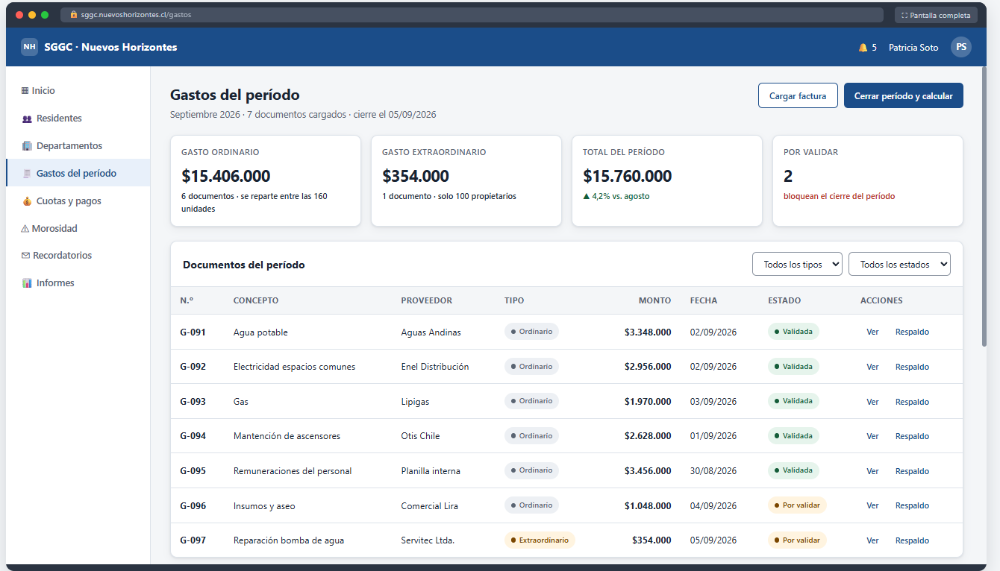 sggc.nuevoshorizontes.cl/gastos
Pantalla completa
NH SGGC · Nuevos Horizontes
5 Patricia Soto PS
Inicio
Residentes
Departamentos
Gastos del período
Cuotas y pagos
Morosidad
Recordatorios
Informes
Gastos del período
Septiembre 2026 · 7 documentos cargados · cierre el 05/09/2026
Cargar factura
Cerrar período y calcular
GASTO ORDINARIO
$15.406.000
6 documentos · se reparte entre las 160
unidades
GASTO EXTRAORDINARIO
$354.000
1 documento · solo 100 propietarios
TOTAL DEL PERÍODO
$15.760.000
▲ 4,2% vs. agosto
POR VALIDAR
2
bloquean el cierre del período
Documentos del período
Todos los tipos
Todos los estados
N.º CONCEPTO PROVEEDOR TIPO MONTO FECHA ESTADO ACCIONES
G-091 Agua potable Aguas Andinas Ordinario $3.348.000 02/09/2026 Validada Ver Respaldo
G-092 Electricidad espacios comunes Enel Distribución Ordinario $2.956.000 02/09/2026 Validada Ver Respaldo
G-093 Gas Lipigas Ordinario $1.970.000 03/09/2026 Validada Ver Respaldo
G-094 Mantención de ascensores Otis Chile Ordinario $2.628.000 01/09/2026 Validada Ver Respaldo
G-095 Remuneraciones del personal Planilla interna Ordinario $3.456.000 30/08/2026 Validada Ver Respaldo
G-096 Insumos y aseo Comercial Lira Ordinario $1.048.000 04/09/2026 Por validar Ver Respaldo
G-097 Reparación bomba de agua Servitec Ltda. Extraordinario $354.000 05/09/2026 Por validar Ver Respaldo